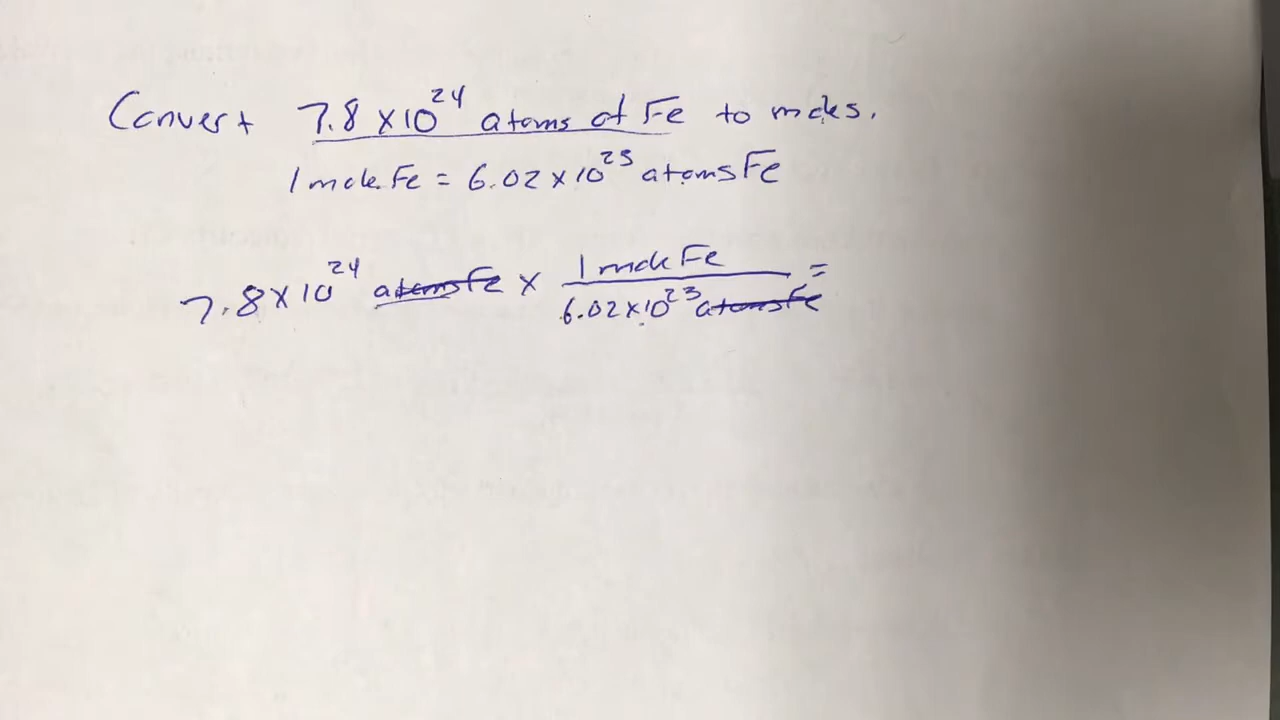 Convert 7.8 x 10^24 atoms of Fe to moles.
1 mole Fe = 6.02 x 10^23 atoms Fe
7.8 x 10^24 atoms Fe x 1 mole Fe / 6.02 x 10^23 atoms Fe =